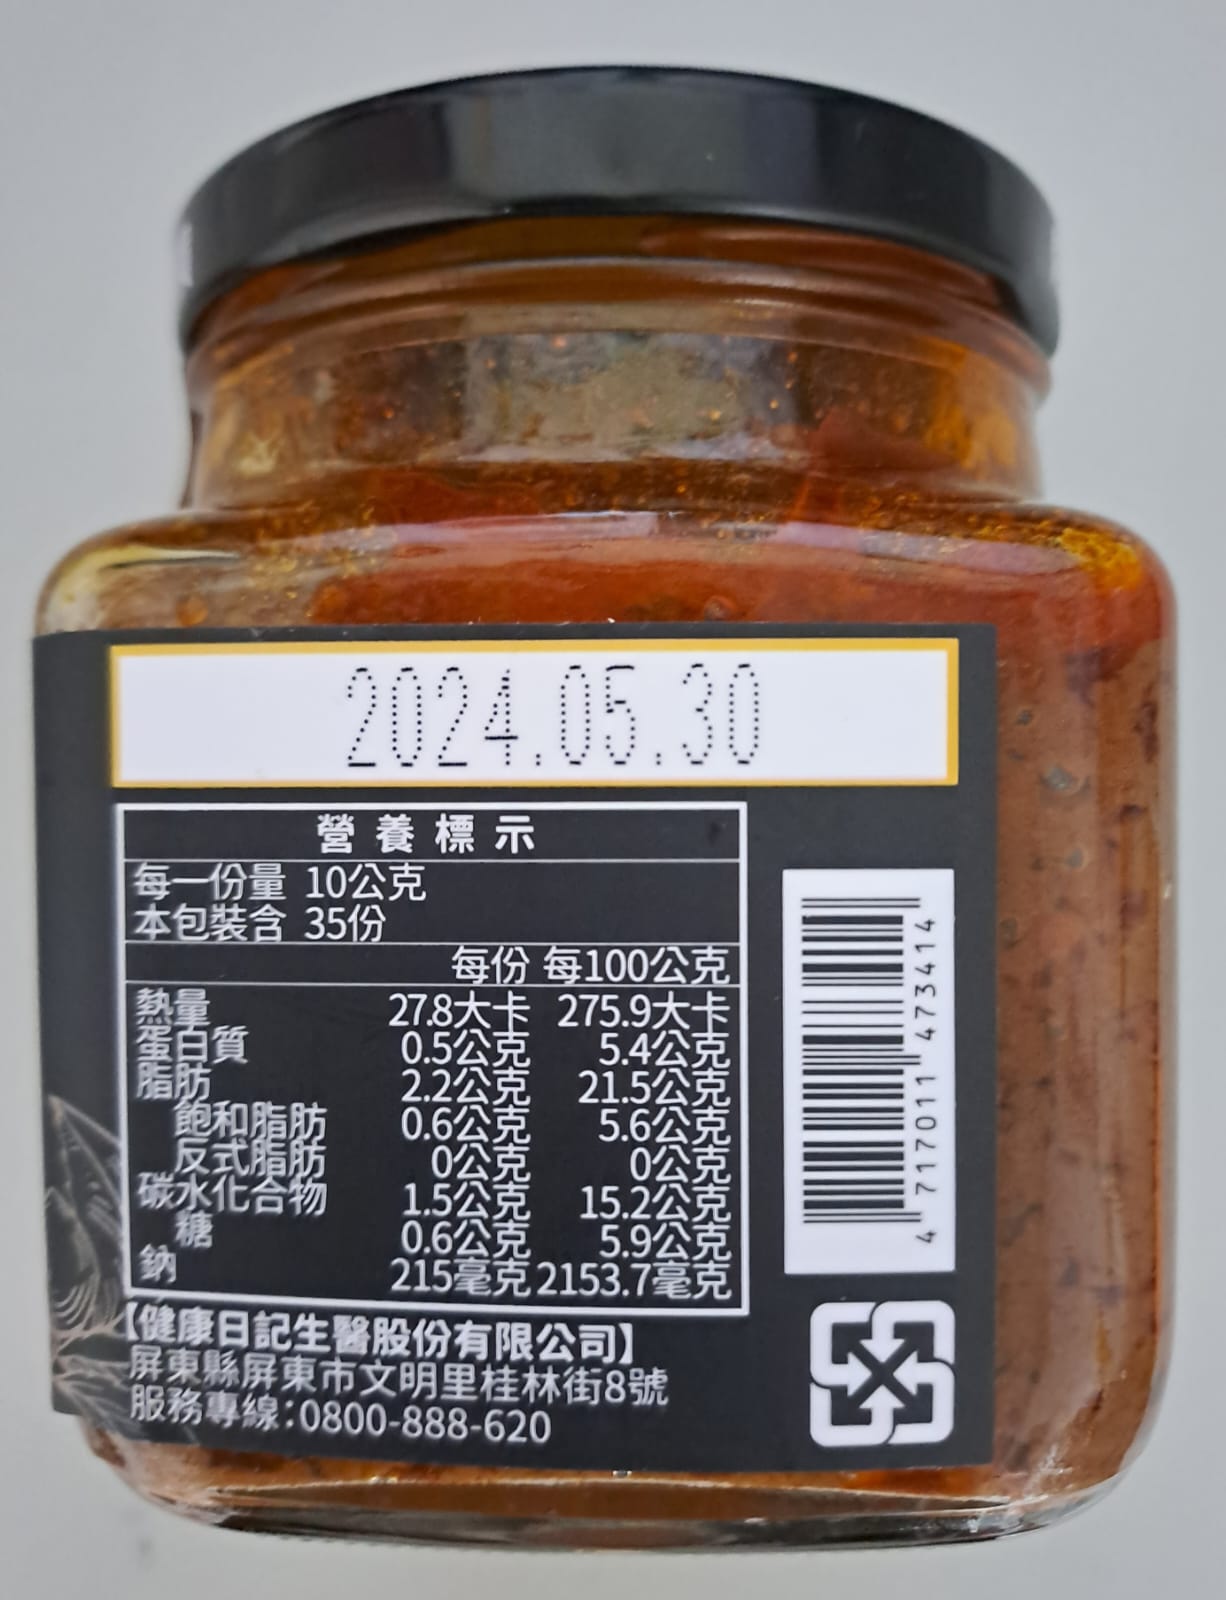 2024.05.30
營養標示
每一份量 10公克
本包裝含 35份
每份 每100公克
熱量 27.8大卡 275.9大卡
蛋白質 0.5公克 5.4公克
脂肪 2.2公克 21.5公克
飽和脂肪 0.6公克 5.6公克
反式脂肪 0公克 0公克
碳水化合物 1.5公克 15.2公克
糖 0.6公克 5.9公克
鈉 215毫克 2153.7毫克
【健康日記生醫股份有限公司】
屏東縣屏東市文明里桂林街8號
服務專線：0800-888-620
4 717011 473414